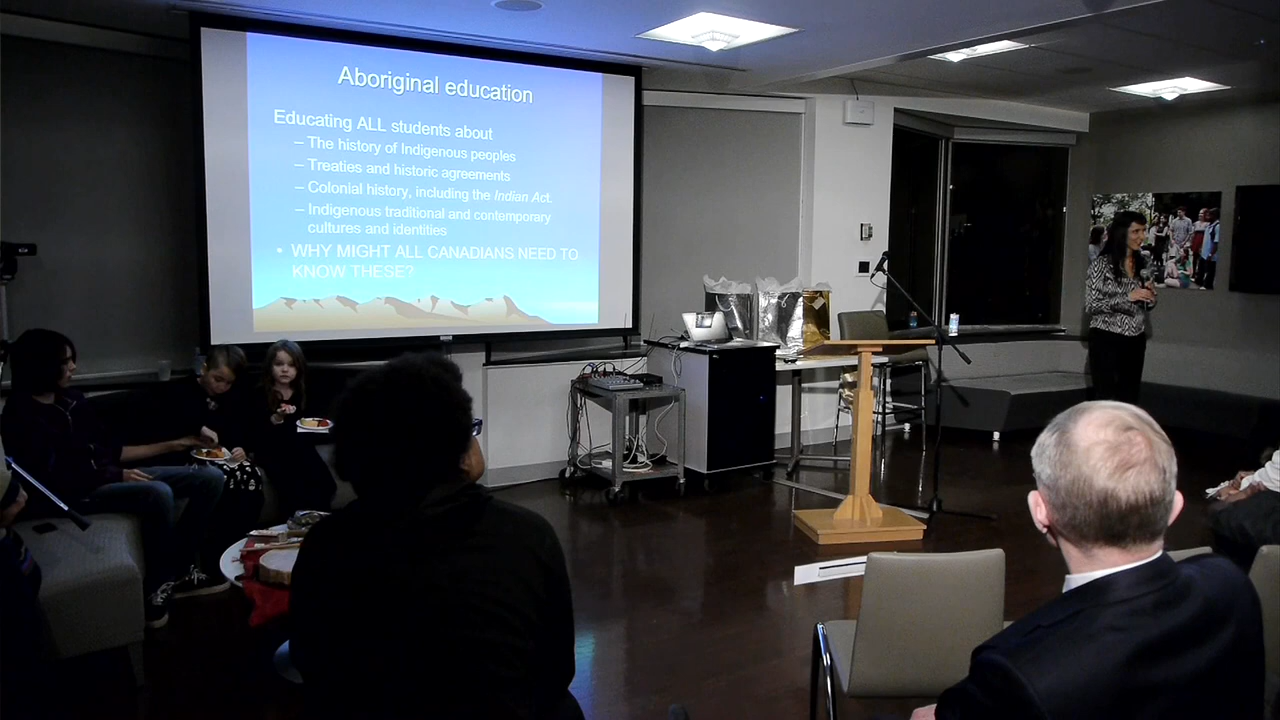 Aboriginal education
Educating ALL students about
– The history of Indigenous peoples
– Treaties and historic agreements
– Colonial history, including the Indian Act.
– Indigenous traditional and contemporary
cultures and identities
• WHY MIGHT ALL CANADIANS NEED TO
KNOW THESE?